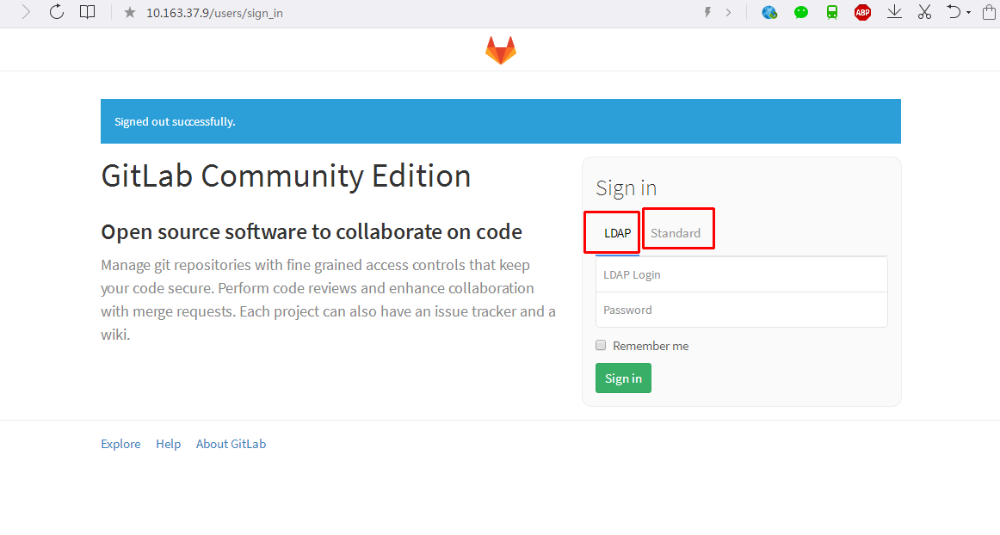 10.163.37.9/users/sign_in
ABP
Signed out successfully.
GitLab Community Edition
Open source software to collaborate on code
Manage git repositories with fine grained access controls that keep
your code secure. Perform code reviews and enhance collaboration
with merge requests. Each project can also have an issue tracker and a
wiki.
Sign in
LDAP Standard
LDAP Login
Password
Remember me
Sign in
Explore Help About GitLab